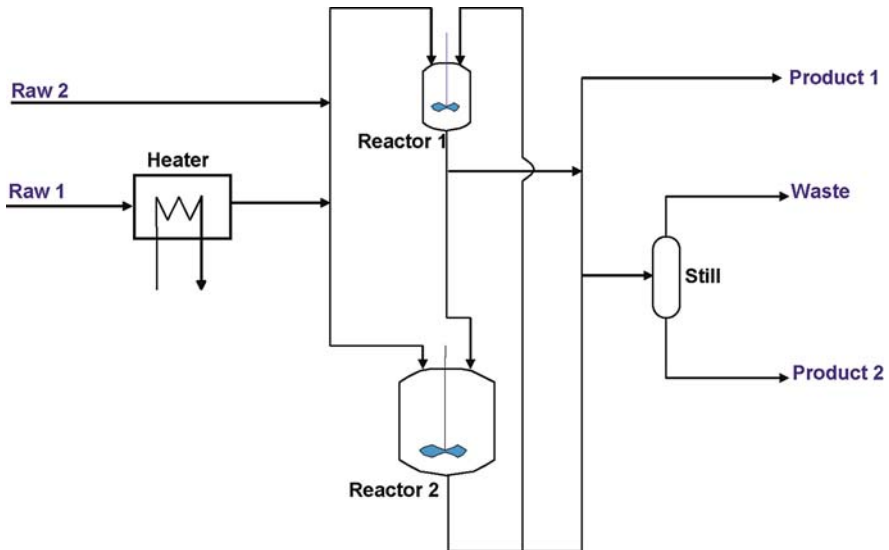 Raw 2
Raw 1
Heater
Reactor 1
Reactor 2
Product 1
Waste
Still
Product 2